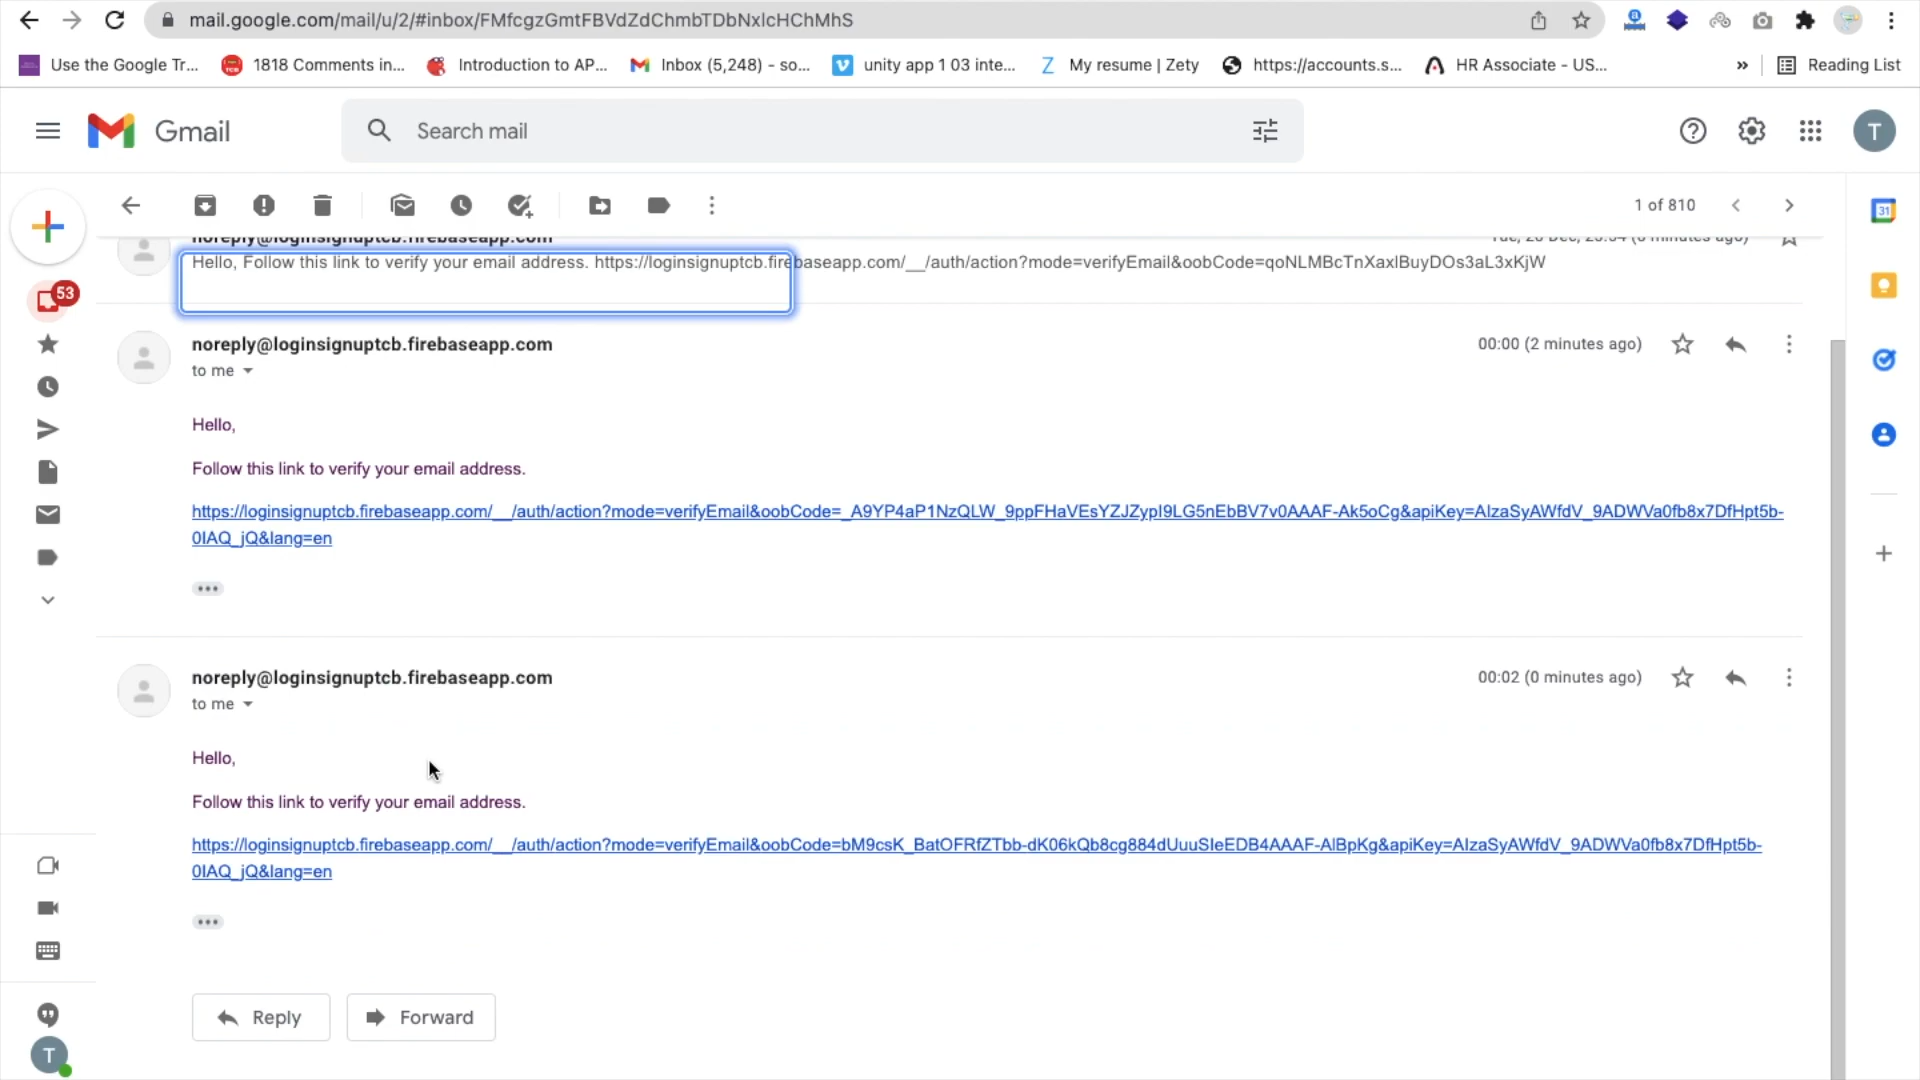 mail.google.com/mail/u/2/#inbox/FMfcgzGmtFBVdZdChmbTDbNxlcHChMhS
Use the Google Tr... 1818 Comments in... Introduction to AP... Inbox (5,248) - so... unity app 1 03 inte... My resume | Zety https://accounts.s... HR Associate - US... » Reading List
Gmail
Search mail
T
1 of 810
53
31
noreply@loginsignuptcb.firebaseapp.com
Hello, Follow this link to verify your email address. https://loginsignuptcb.firebaseapp.com/__/auth/action?mode=verifyEmail&oobCode=qoNLMBcTnXaxlBuyDOs3aL3xKjW
noreply@loginsignuptcb.firebaseapp.com 00:00 (2 minutes ago)
to me
Hello,
Follow this link to verify your email address.
https://loginsignuptcb.firebaseapp.com/__/auth/action?mode=verifyEmail&oobCode=_A9YP4aP1NzQLW_9ppFHaVEsYZJZypI9LG5nEbBV7v0AAAF-Ak5oCg&apiKey=AIzaSyAWfdV_9ADWVa0fb8x7DfHpt5b-
0IAQ_jQ&lang=en
noreply@loginsignuptcb.firebaseapp.com 00:02 (0 minutes ago)
to me
Hello,
Follow this link to verify your email address.
https://loginsignuptcb.firebaseapp.com/__/auth/action?mode=verifyEmail&oobCode=bM9csK_BatOFRfZTbb-dK06kQb8cg884dUuuSIeEDB4AAAF-AlBpKg&apiKey=AIzaSyAWfdV_9ADWVa0fb8x7DfHpt5b-
0IAQ_jQ&lang=en
Reply Forward
T